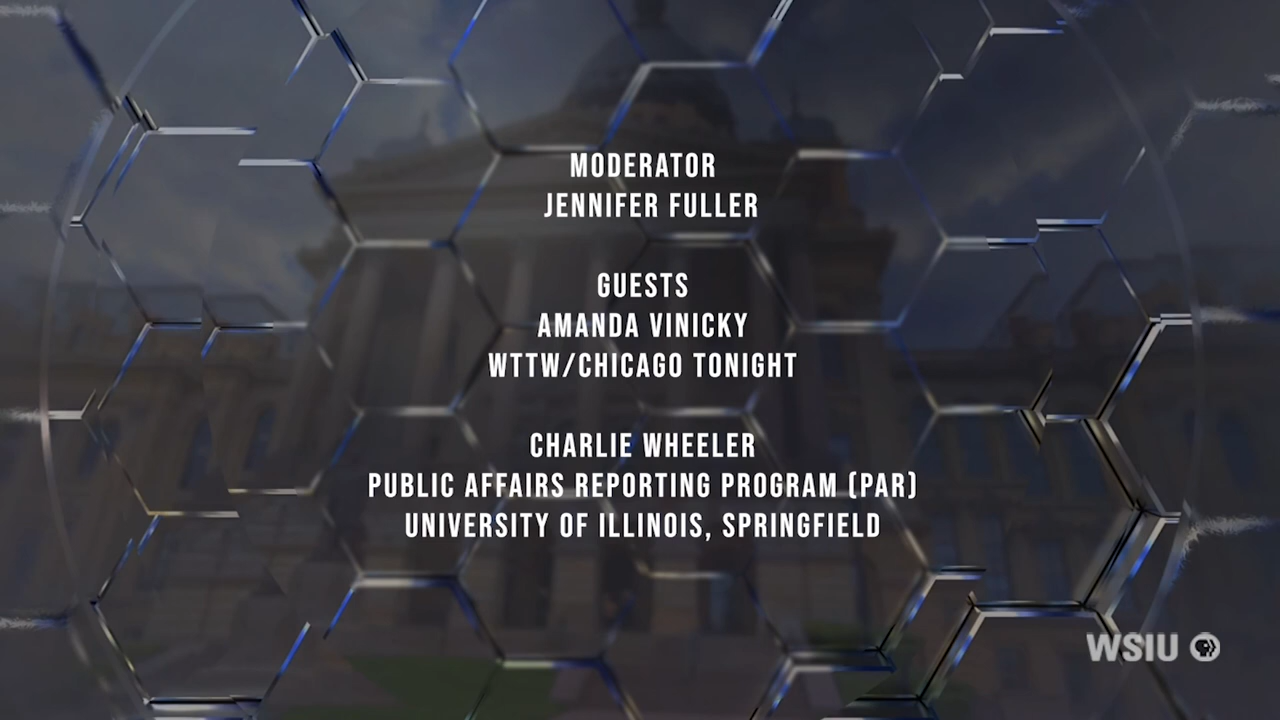 MODERATOR
JENNIFER FULLER
GUESTS
AMANDA VINICKY
WTTW/CHICAGO TONIGHT
CHARLIE WHEELER
PUBLIC AFFAIRS REPORTING PROGRAM (PAR)
UNIVERSITY OF ILLINOIS, SPRINGFIELD
WSIU